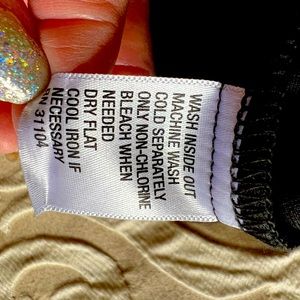 WASH INSIDE OUT
MACHINE WASH
COLD SEPARATELY
ONLY NON-CHLORINE
BLEACH WHEN
NEEDED
DRY FLAT
COOL IRON IF
NECESSARY
RN 31104